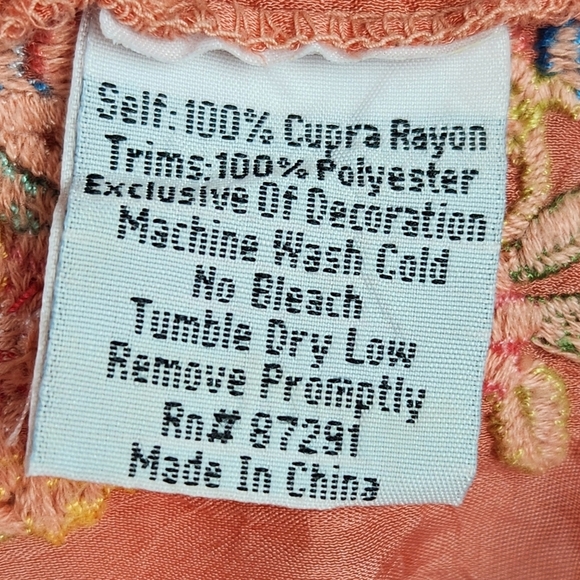 Self:100% Cupra Rayon
Trims:100% Polyester
Exclusive Of Decoration
Machine Wash Cold
No Bleach
Tumble Dry Low
Remove Promptly
Rn# 87291
Made In China